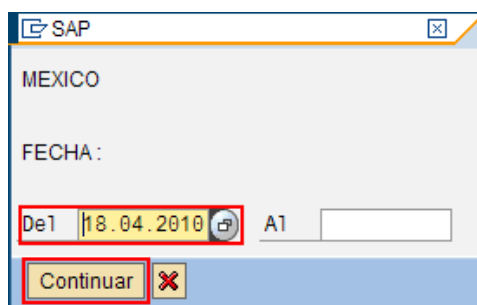 SAP
MEXICO
FECHA :
Del 18.04.2010 Al
Continuar